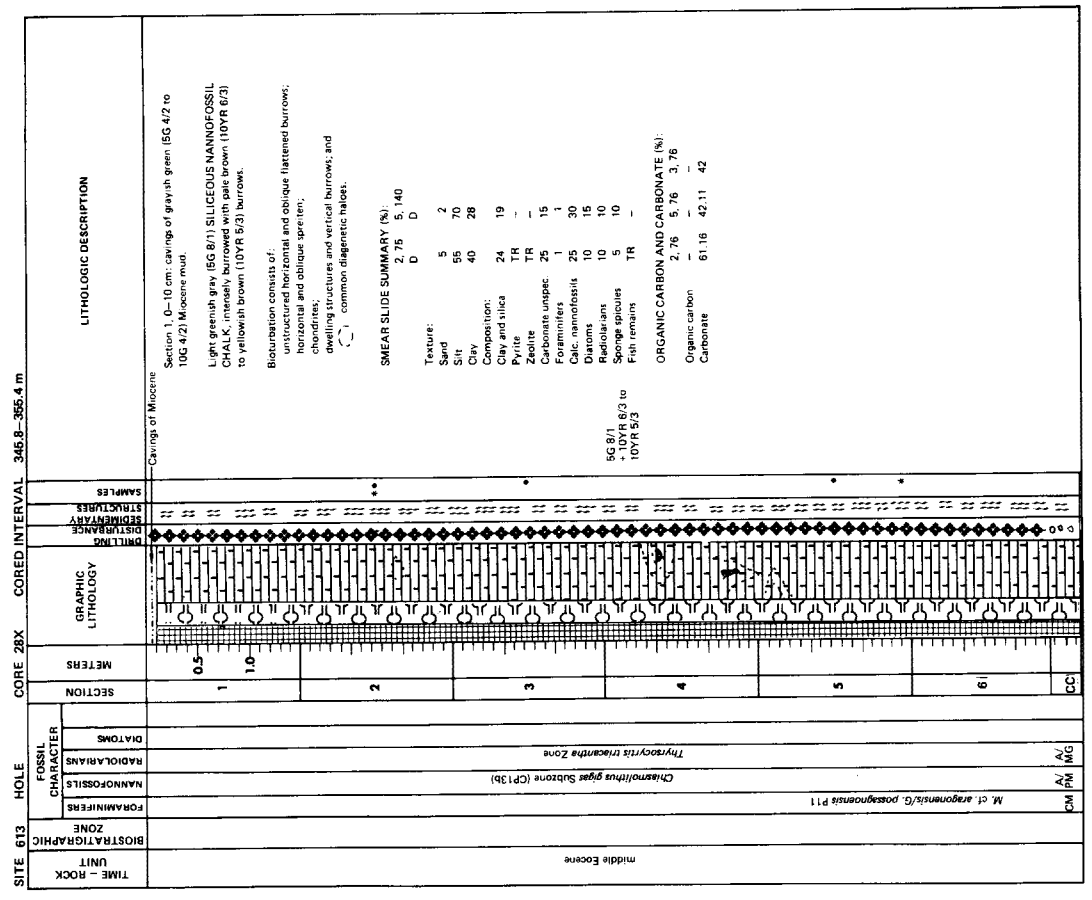 SITE 613 HOLE CORE 28X CORED INTERVAL 345.8–355.4 m
TIME – ROCK UNIT
BIOSTRATIGRAPHIC ZONE
FOSSIL CHARACTER
FORAMINIFERS
NANNOFOSSILS
RADIOLARIANS
DIATOMS
SECTION
METERS
GRAPHIC LITHOLOGY
DRILLING DISTURBANCE
SEDIMENTARY STRUCTURES
SAMPLES
LITHOLOGIC DESCRIPTION
middle Eocene
M. cf. aragonensis/G. possagnoensis P11
Chiasmolithus gigas Subzone (CP13b)
Thyrsocyrtis triacantha Zone
CM
A/PM
A/MG
1
0.5
1.0
2
3
4
5
6
CC
Cavings of Miocene
Section 1, 0–10 cm: cavings of grayish green (5G 4/2 to
10G 4/2) Miocene mud.
Light greenish gray (5G 8/1) SILICEOUS NANNOFOSSIL
CHALK, intensely burrowed with pale brown (10YR 6/3)
to yellowish brown (10YR 5/3) burrows.
Bioturbation consists of:
unstructured horizontal and oblique flattened burrows;
horizontal and oblique spreiten;
chondrites;
dwelling structures and vertical burrows; and
common diagenetic haloes.
SMEAR SLIDE SUMMARY (%):
2, 75 5, 140
D D
Texture:
Sand 5 2
Silt 55 70
Clay 40 28
Composition:
Clay and silica 24 19
Pyrite TR –
Zeolite TR –
Carbonate unspec. 25 15
Foraminifers 1 1
Calc. nannofossils 25 30
Diatoms 10 15
Radiolarians 10 10
Sponge spicules 5 10
Fish remains TR –
5G 8/1
+ 10YR 6/3 to
10YR 5/3
ORGANIC CARBON AND CARBONATE (%):
2, 76 5, 76 3, 76
Organic carbon – – –
Carbonate 61.16 42.11 42